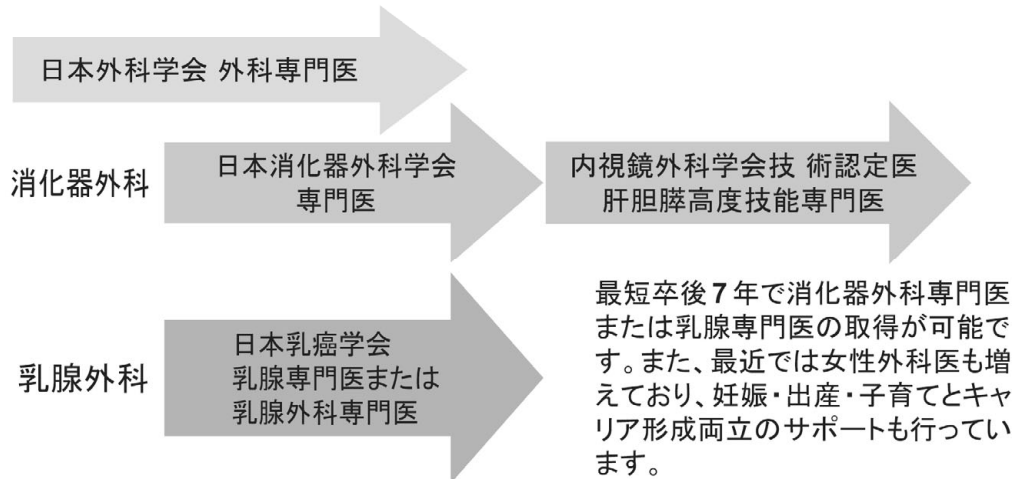 日本外科学会 外科専門医
消化器外科
日本消化器外科学会
専門医
内視鏡外科学会技 術認定医
肝胆膵高度技能専門医
乳腺外科
日本乳癌学会
乳腺専門医または
乳腺外科専門医
最短卒後7年で消化器外科専門医
または乳腺専門医の取得が可能で
す。また、最近では女性外科医も増
えており、妊娠・出産・子育てとキャ
リア形成両立のサポートも行ってい
ます。